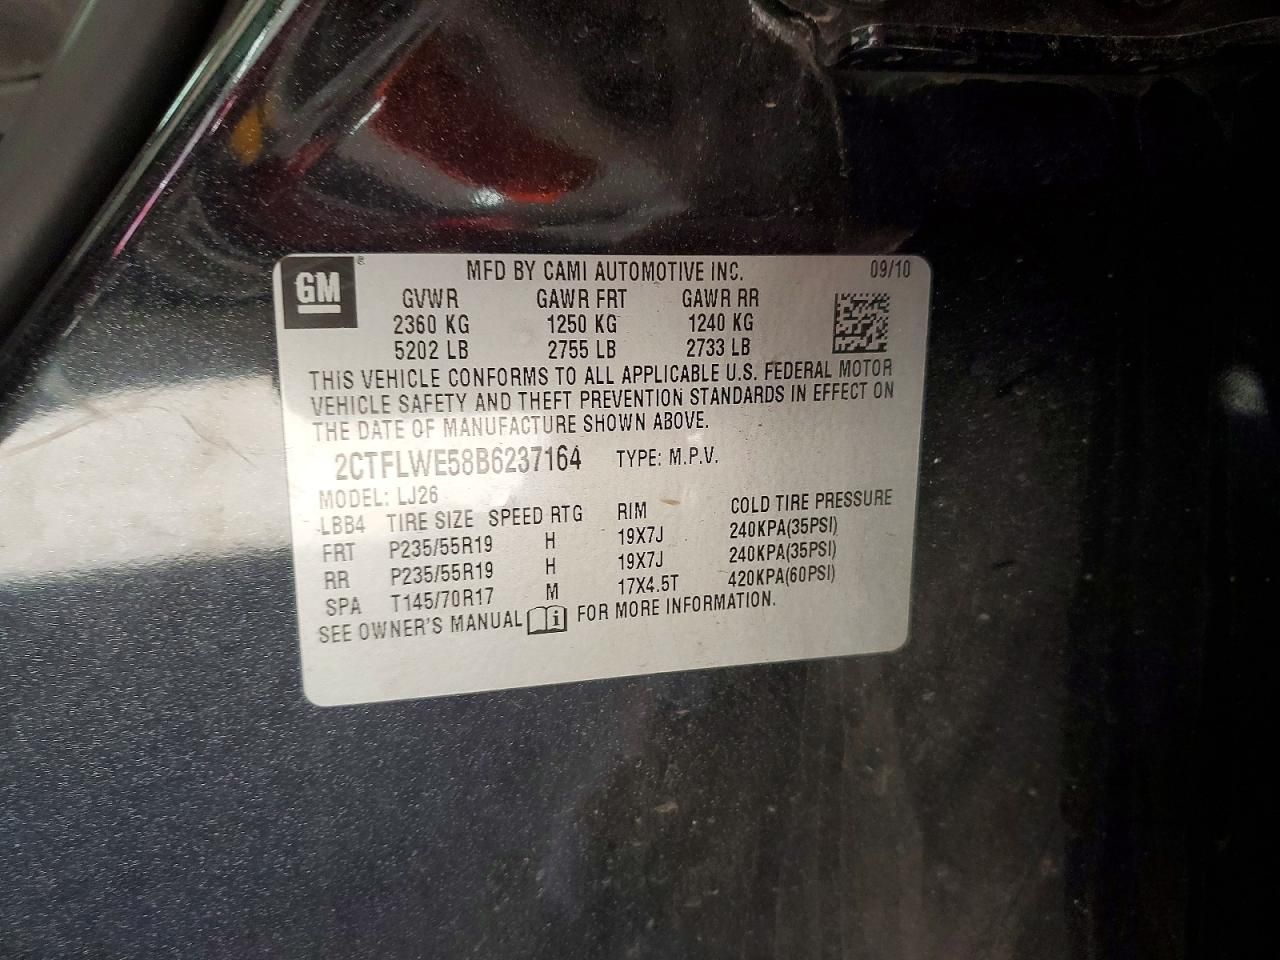 GM® MFD BY CAMI AUTOMOTIVE INC. 09/10
GVWR GAWR FRT GAWR RR
2360 KG 1250 KG 1240 KG
5202 LB 2755 LB 2733 LB
THIS VEHICLE CONFORMS TO ALL APPLICABLE U.S. FEDERAL MOTOR
VEHICLE SAFETY AND THEFT PREVENTION STANDARDS IN EFFECT ON
THE DATE OF MANUFACTURE SHOWN ABOVE.
2CTFLWE58B6237164 TYPE: M.P.V.
MODEL: LJ26
LBB4 TIRE SIZE SPEED RTG RIM COLD TIRE PRESSURE
FRT P235/55R19 H 19X7J 240KPA(35PSI)
RR P235/55R19 H 19X7J 240KPA(35PSI)
SPA T145/70R17 M 17X4.5T 420KPA(60PSI)
SEE OWNER'S MANUAL i FOR MORE INFORMATION.